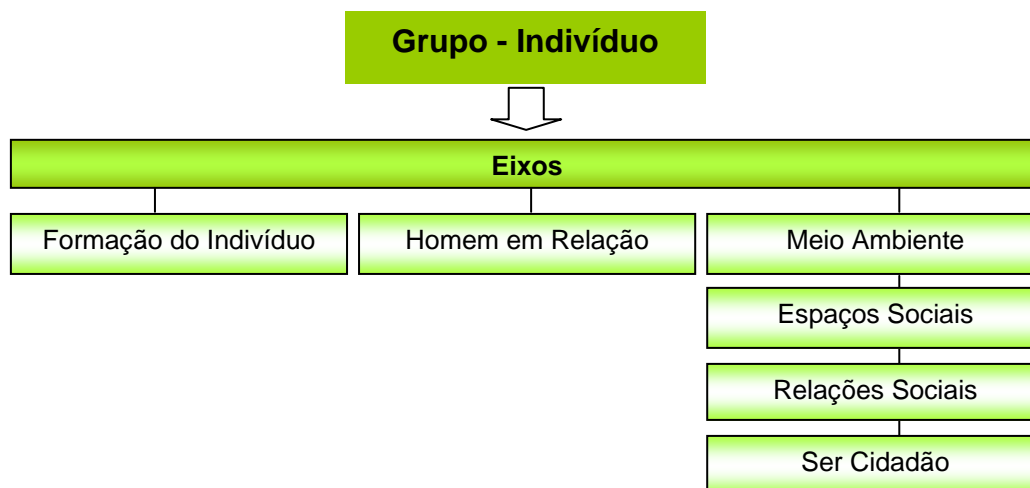 Grupo - Indivíduo
Eixos
Formação do Indivíduo
Homem em Relação
Meio Ambiente
Espaços Sociais
Relações Sociais
Ser Cidadão